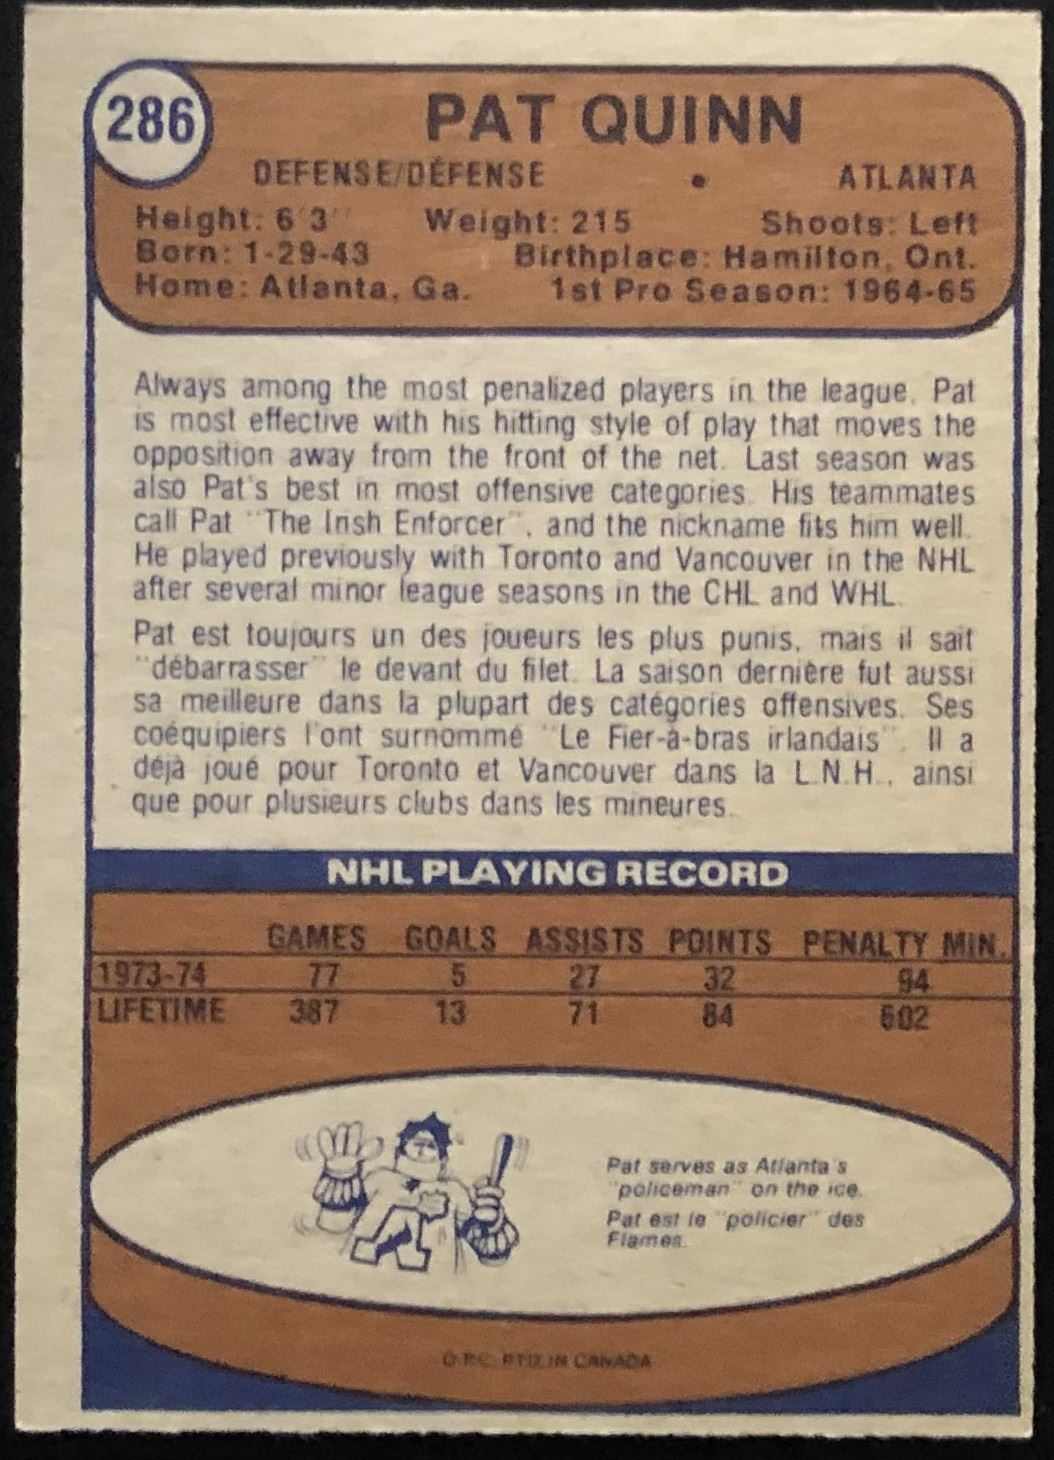 286
PAT QUINN
DEFENSE/DÉFENSE • ATLANTA
Height: 6'3" Weight: 215 Shoots: Left
Born: 1-29-43 Birthplace: Hamilton, Ont.
Home: Atlanta, Ga. 1st Pro Season: 1964-65
Always among the most penalized players in the league, Pat
is most effective with his hitting style of play that moves the
opposition away from the front of the net. Last season was
also Pat's best in most offensive categories. His teammates
call Pat "The Irish Enforcer", and the nickname fits him well.
He played previously with Toronto and Vancouver in the NHL
after several minor league seasons in the CHL and WHL.
Pat est toujours un des joueurs les plus punis, mais il sait
"débarrasser" le devant du filet. La saison dernière fut aussi
sa meilleure dans la plupart des catégories offensives. Ses
coéquipiers l'ont surnommé "Le Fier-à-bras irlandais". Il a
déjà joué pour Toronto et Vancouver dans la L.N.H., ainsi
que pour plusieurs clubs dans les mineures.
NHL PLAYING RECORD
GAMES GOALS ASSISTS POINTS PENALTY MIN.
1973-74 77 5 27 32 94
LIFETIME 387 13 71 84 602
Pat serves as Atlanta's
"policeman" on the ice.
Pat est le "policier" des
Flames.
O.P.C. PTD. IN CANADA